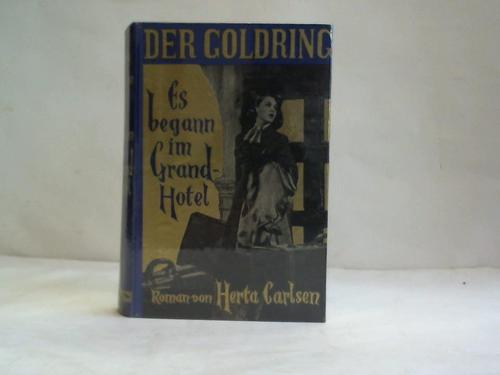 DER GOLDRING
Es
begann
im
Grand-
Hotel
Roman von Herta Carlsen